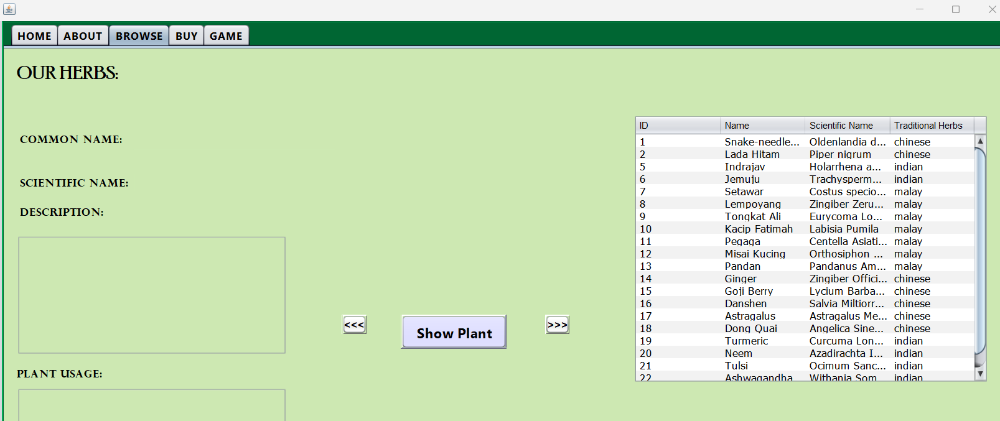 HOME ABOUT BROWSE BUY GAME
OUR HERBS:
COMMON NAME:
SCIENTIFIC NAME:
DESCRIPTION:
<<< Show Plant >>>
PLANT USAGE:
ID Name Scientific Name Traditional Herbs
1 Snake-needle... Oldenlandia d... chinese
2 Lada Hitam Piper nigrum chinese
5 Indrajav Holarrhena a... indian
6 Jemuju Trachysperm... indian
7 Setawar Costus specio... malay
8 Lempoyang Zingiber Zeru... malay
9 Tongkat Ali Eurycoma Lo... malay
10 Kacip Fatimah Labisia Pumila malay
11 Pegaga Centella Asiati... malay
12 Misai Kucing Orthosiphon ... malay
13 Pandan Pandanus Am... malay
14 Ginger Zingiber Offici... chinese
15 Goji Berry Lycium Barba... chinese
16 Danshen Salvia Miltiorr... chinese
17 Astragalus Astragalus Me... chinese
18 Dong Quai Angelica Sine... chinese
19 Turmeric Curcuma Lon... indian
20 Neem Azadirachta I... indian
21 Tulsi Ocimum Sanc... indian
22 Ashwagandha Withania Som... indian